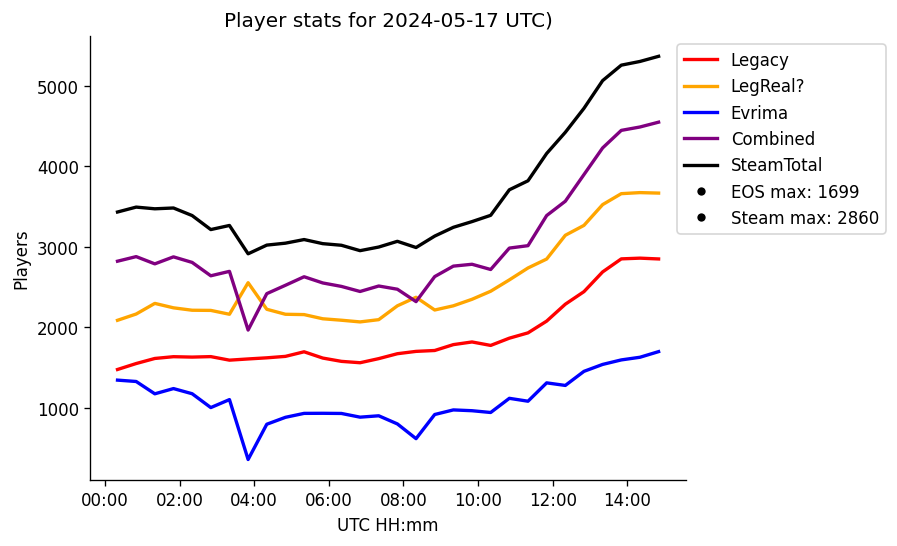 Player stats for 2024-05-17 UTC)
Legacy
LegReal?
Evrima
Combined
SteamTotal
EOS max: 1699
Steam max: 2860
Players
5000
4000
3000
2000
1000
00:00 02:00 04:00 06:00 08:00 10:00 12:00 14:00
UTC HH:mm